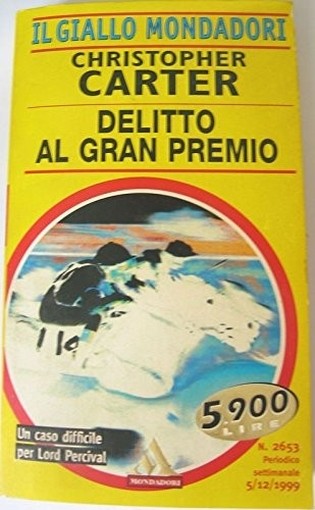 IL GIALLO MONDADORI
CHRISTOPHER
CARTER
DELITTO
AL GRAN PREMIO
114
5.900
LIRE
Un caso difficile
per Lord Percival
MONDADORI
N. 2653
Periodico
settimanale
5/12/1999